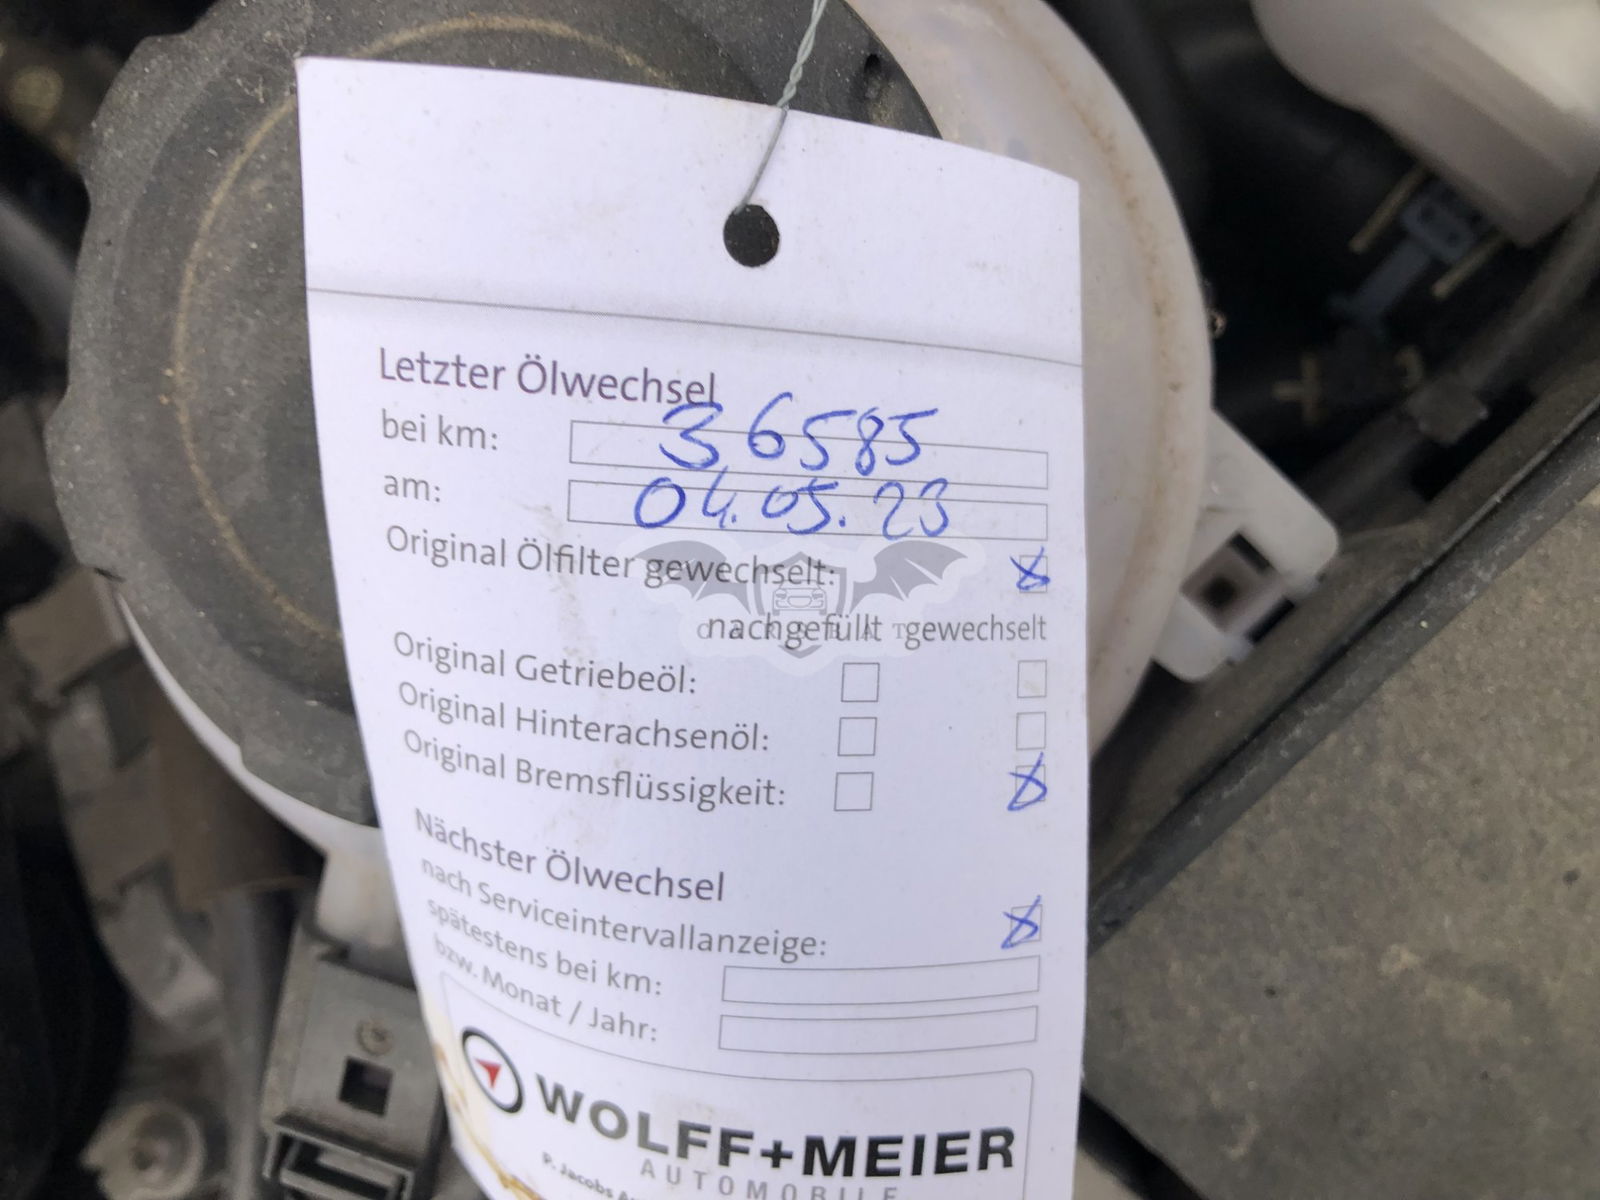 Letzter Ölwechsel
bei km: 36585
am: 04.05.23
Original Ölfilter gewechselt:
nachgefüllt gewechselt
Original Getriebeöl:
Original Hinterachsenöl:
Original Bremsflüssigkeit:
Nächster Ölwechsel
nach Serviceintervallanzeige:
spätestens bei km:
bzw. Monat / Jahr:
WOLFF+MEIER
AUTOMOBILE
P. Jacobs